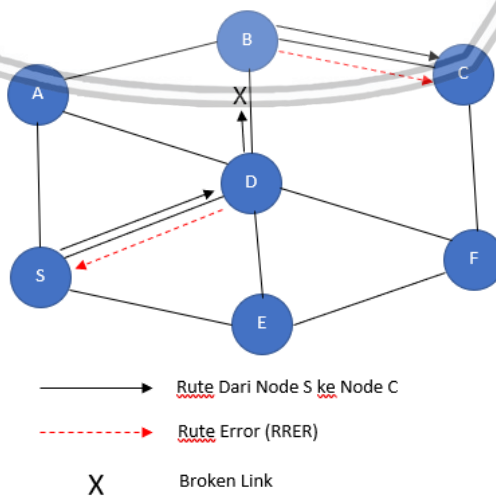 B
C
A
X
D
S
F
E
Rute Dari Node S ke Node C
Rute Error (RRER)
X Broken Link